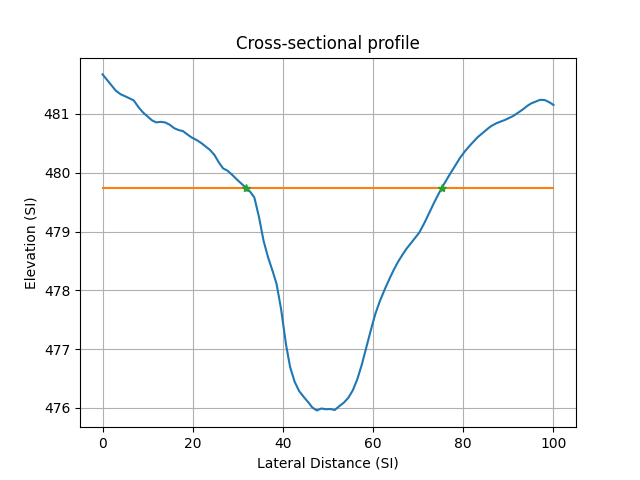 Cross-sectional profile
481
480
479
478
477
476
Elevation (SI)
0 20 40 60 80 100
Lateral Distance (SI)